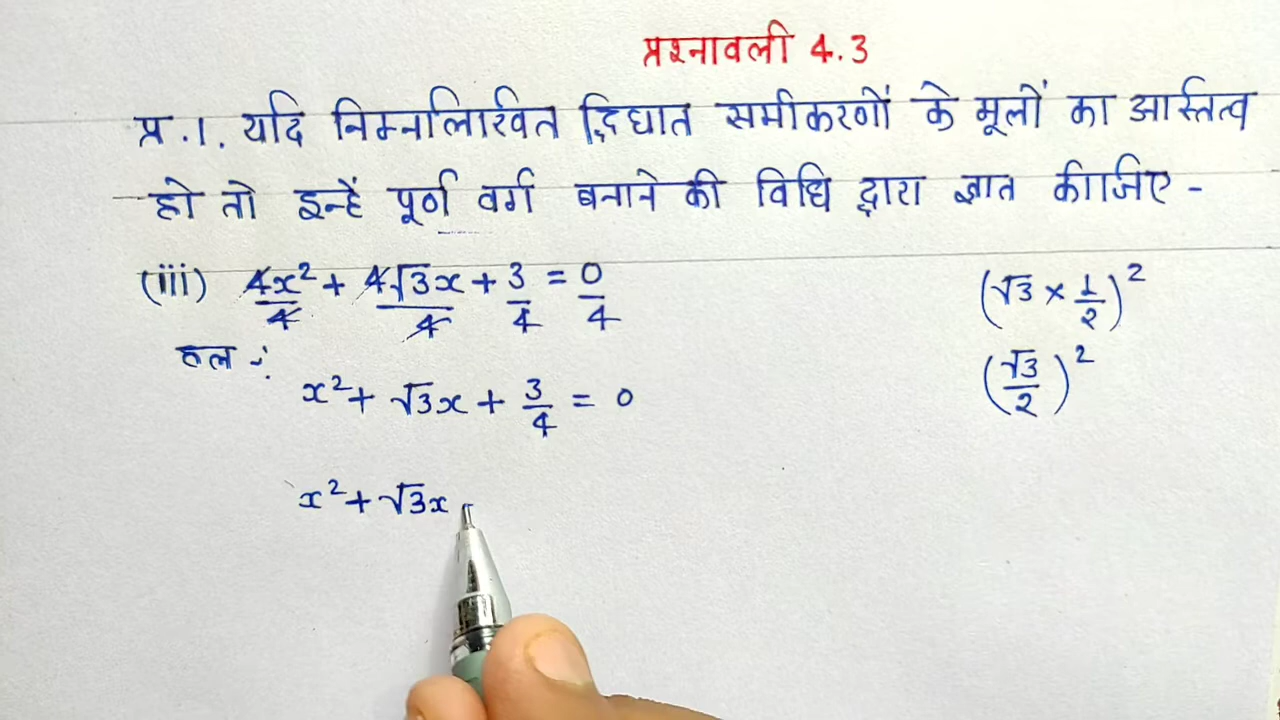 प्रश्नावली 4.3
प्र.1. यदि निम्नलिखित द्विघात समीकरणों के मूलों का अस्तित्व
हो तो इन्हें पूर्ण वर्ग बनाने की विधि द्वारा ज्ञात कीजिए -
(iii) 4x²/4 + 4√3x/4 + 3/4 = 0/4
(√3 × 1/2)²
हल :-
(√3/2)²
x² + √3x + 3/4 = 0
x² + √3x